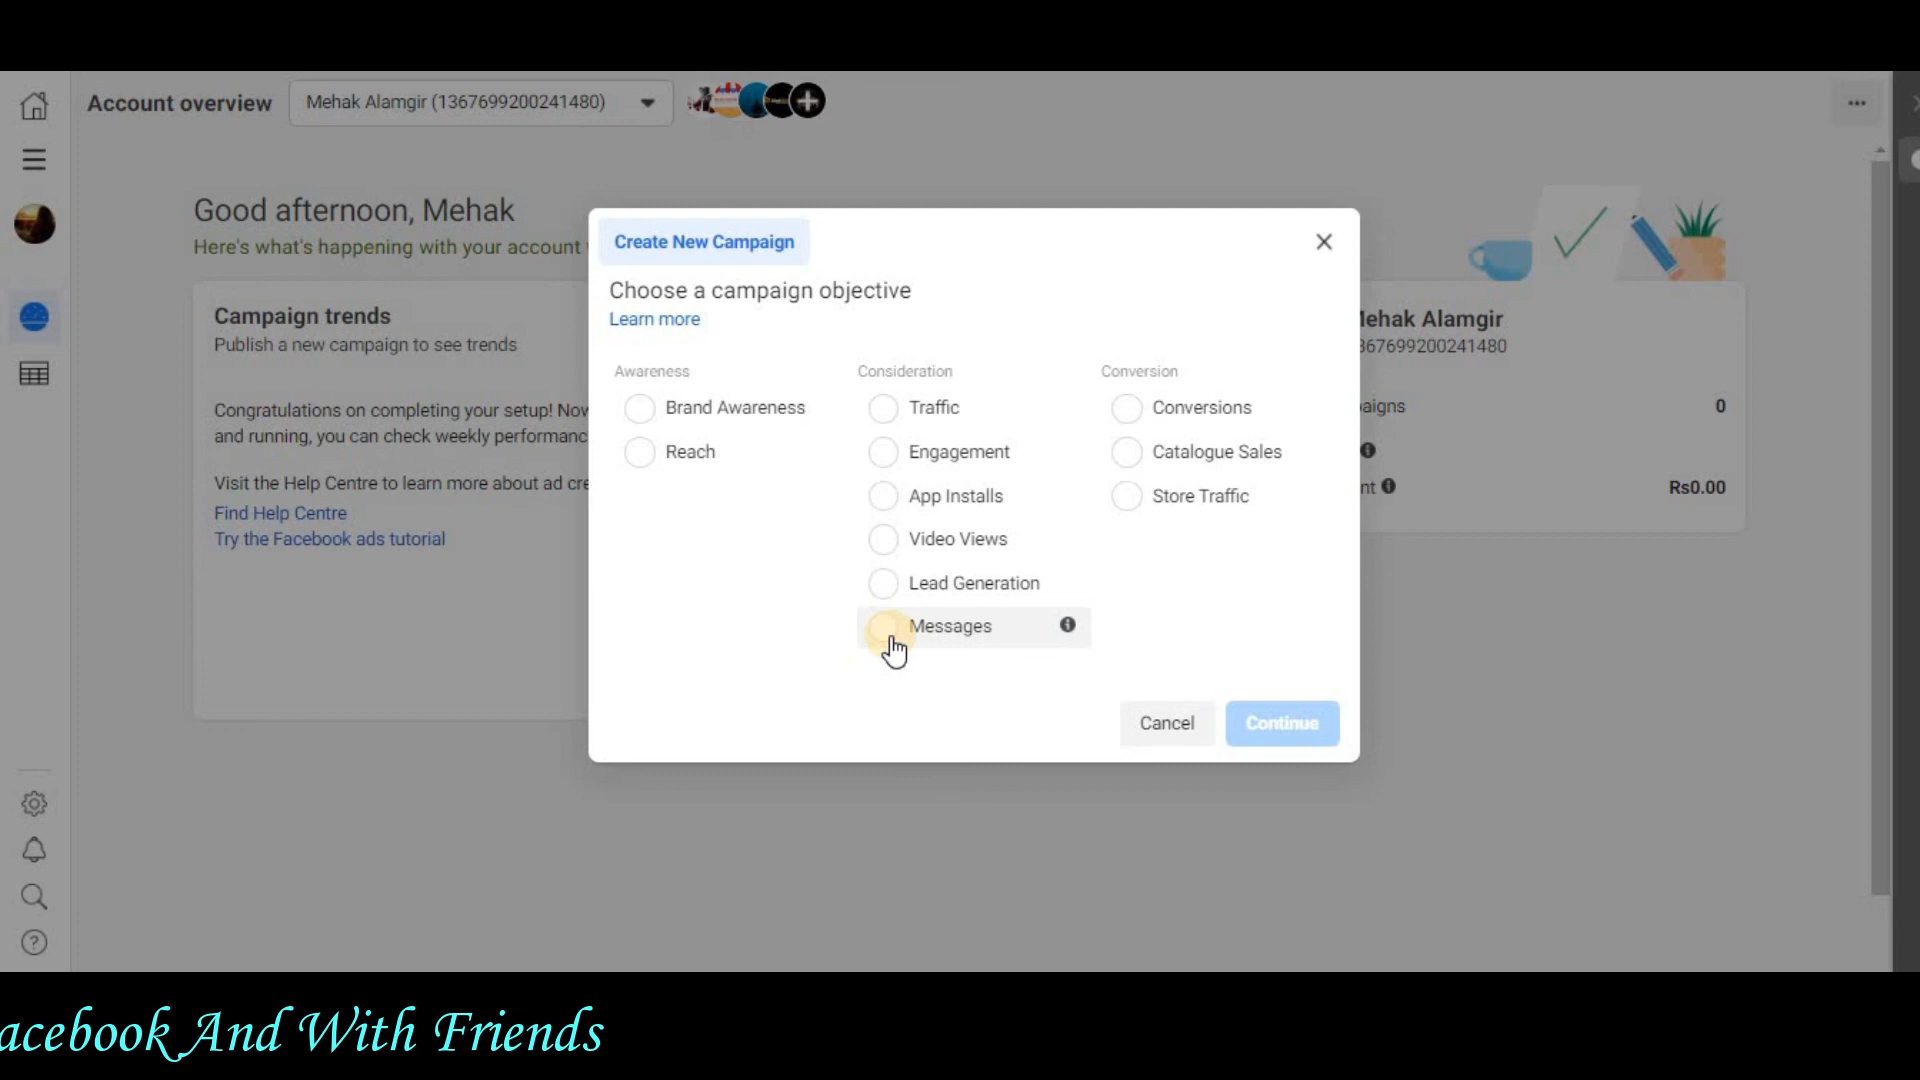 Account overview
Mehak Alamgir (1367699200241480)
Good afternoon, Mehak
Here's what's happening with your account
Campaign trends
Publish a new campaign to see trends
Congratulations on completing your setup! Now
and running, you can check weekly performanc
Visit the Help Centre to learn more about ad cre
Find Help Centre
Try the Facebook ads tutorial
Create New Campaign
Choose a campaign objective
Learn more
Awareness
Brand Awareness
Reach
Consideration
Traffic
Engagement
App Installs
Video Views
Lead Generation
Messages
Conversion
Conversions
Catalogue Sales
Store Traffic
Cancel
Continue
Mehak Alamgir
367699200241480
aigns 0
nt Rs0.00
acebook And With Friends